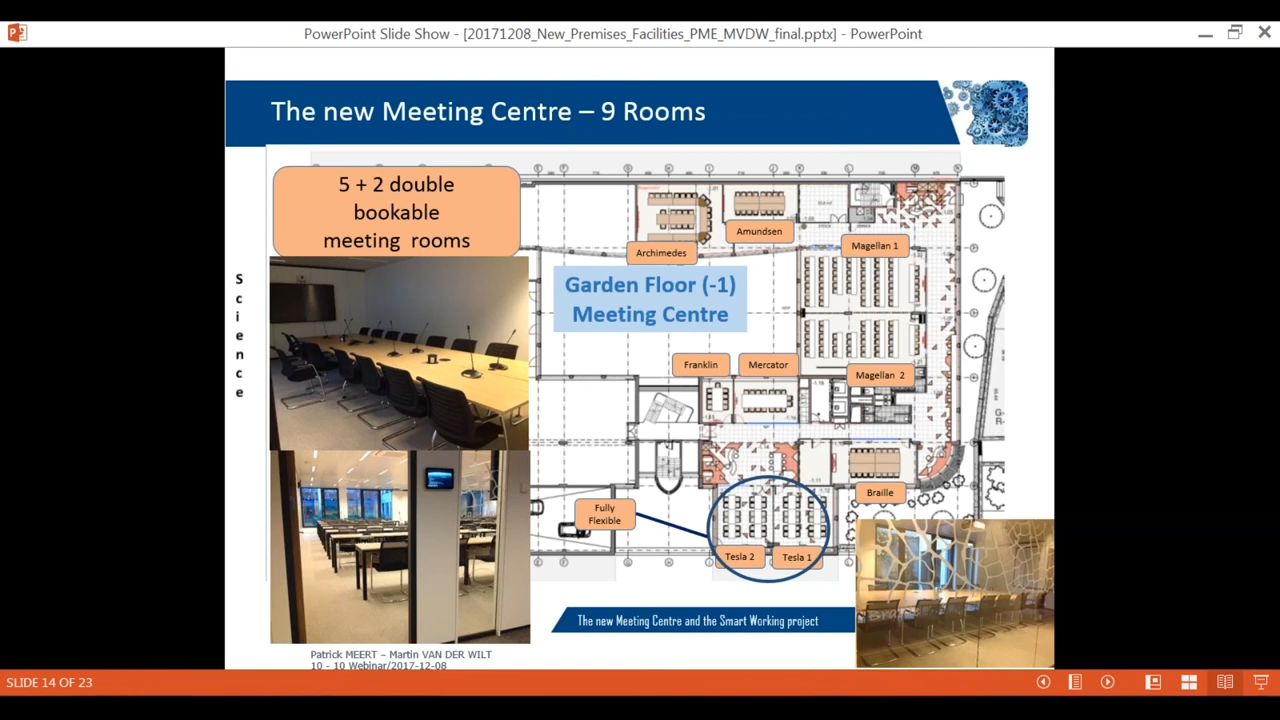 PowerPoint Slide Show - [20171208_New_Premises_Facilities_PME_MVDW_final.pptx] - PowerPoint
The new Meeting Centre – 9 Rooms
5 + 2 double
bookable
meeting rooms
Amundsen
Archimedes
Magellan 1
Garden Floor (-1)
Meeting Centre
Science
Franklin
Mercator
Magellan 2
Braille
Fully
Flexible
Tesla 2
Tesla 1
The new Meeting Centre and the Smart Working project
Patrick MEERT – Martin VAN DER WILT
10 - 10 Webinar/2017-12-08
SLIDE 14 OF 23